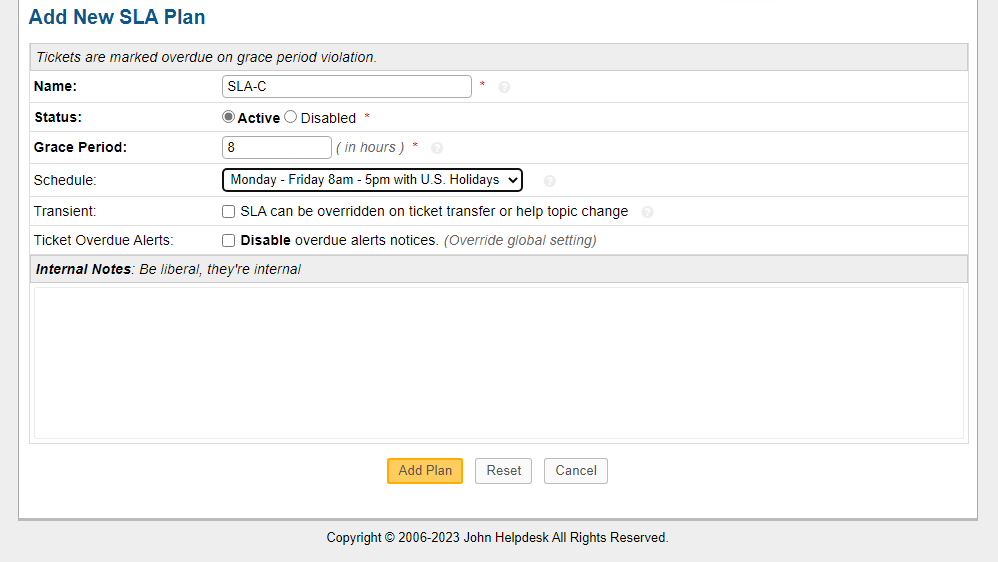 Add New SLA Plan
Tickets are marked overdue on grace period violation.
Name: SLA-C * ?
Status: Active Disabled *
Grace Period: 8 ( in hours ) * ?
Schedule: Monday - Friday 8am - 5pm with U.S. Holidays ?
Transient: SLA can be overridden on ticket transfer or help topic change ?
Ticket Overdue Alerts: Disable overdue alerts notices. (Override global setting)
Internal Notes: Be liberal, they're internal
Add Plan Reset Cancel
Copyright © 2006-2023 John Helpdesk All Rights Reserved.